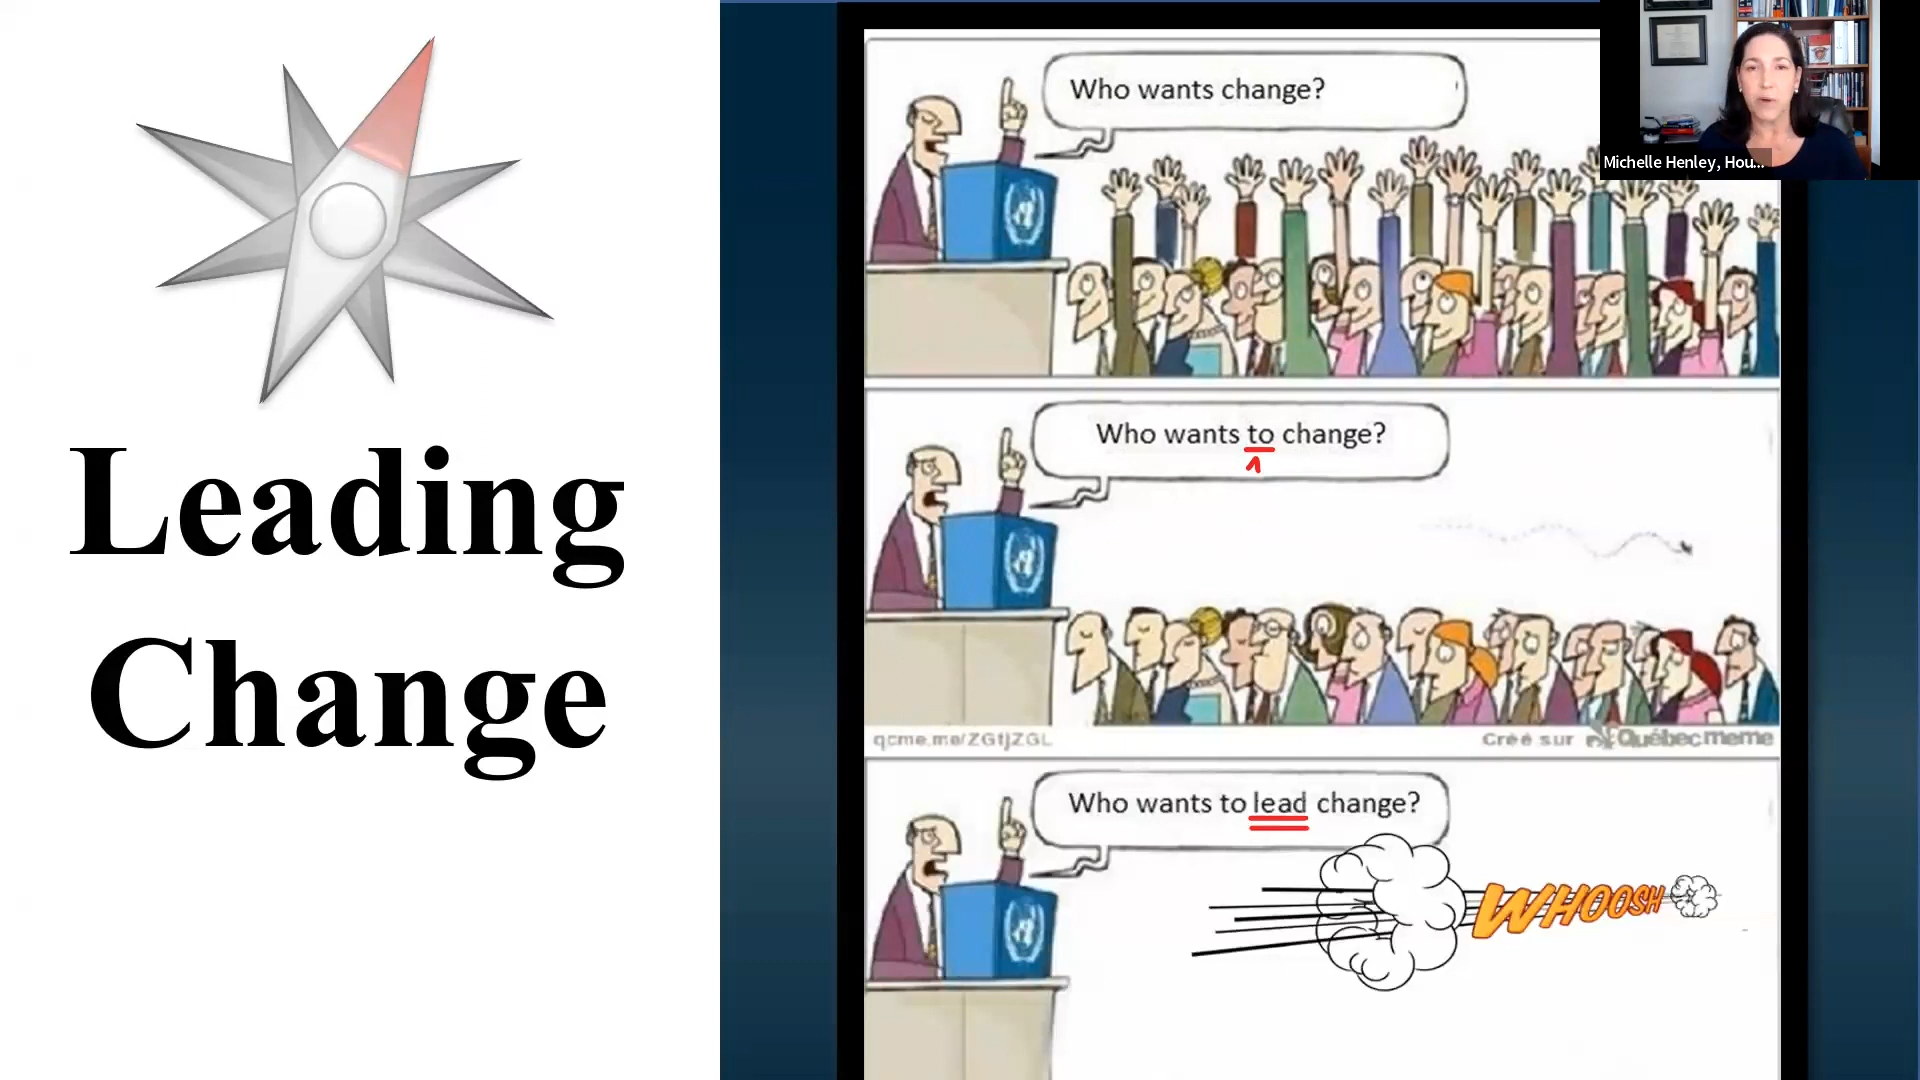 Leading
Change
Who wants change?
Who wants to change?
qcme.me/ZGtjZGL
Créé sur Québecmeme
Who wants to lead change?
WHOOSH
Michelle Henley, Hou...